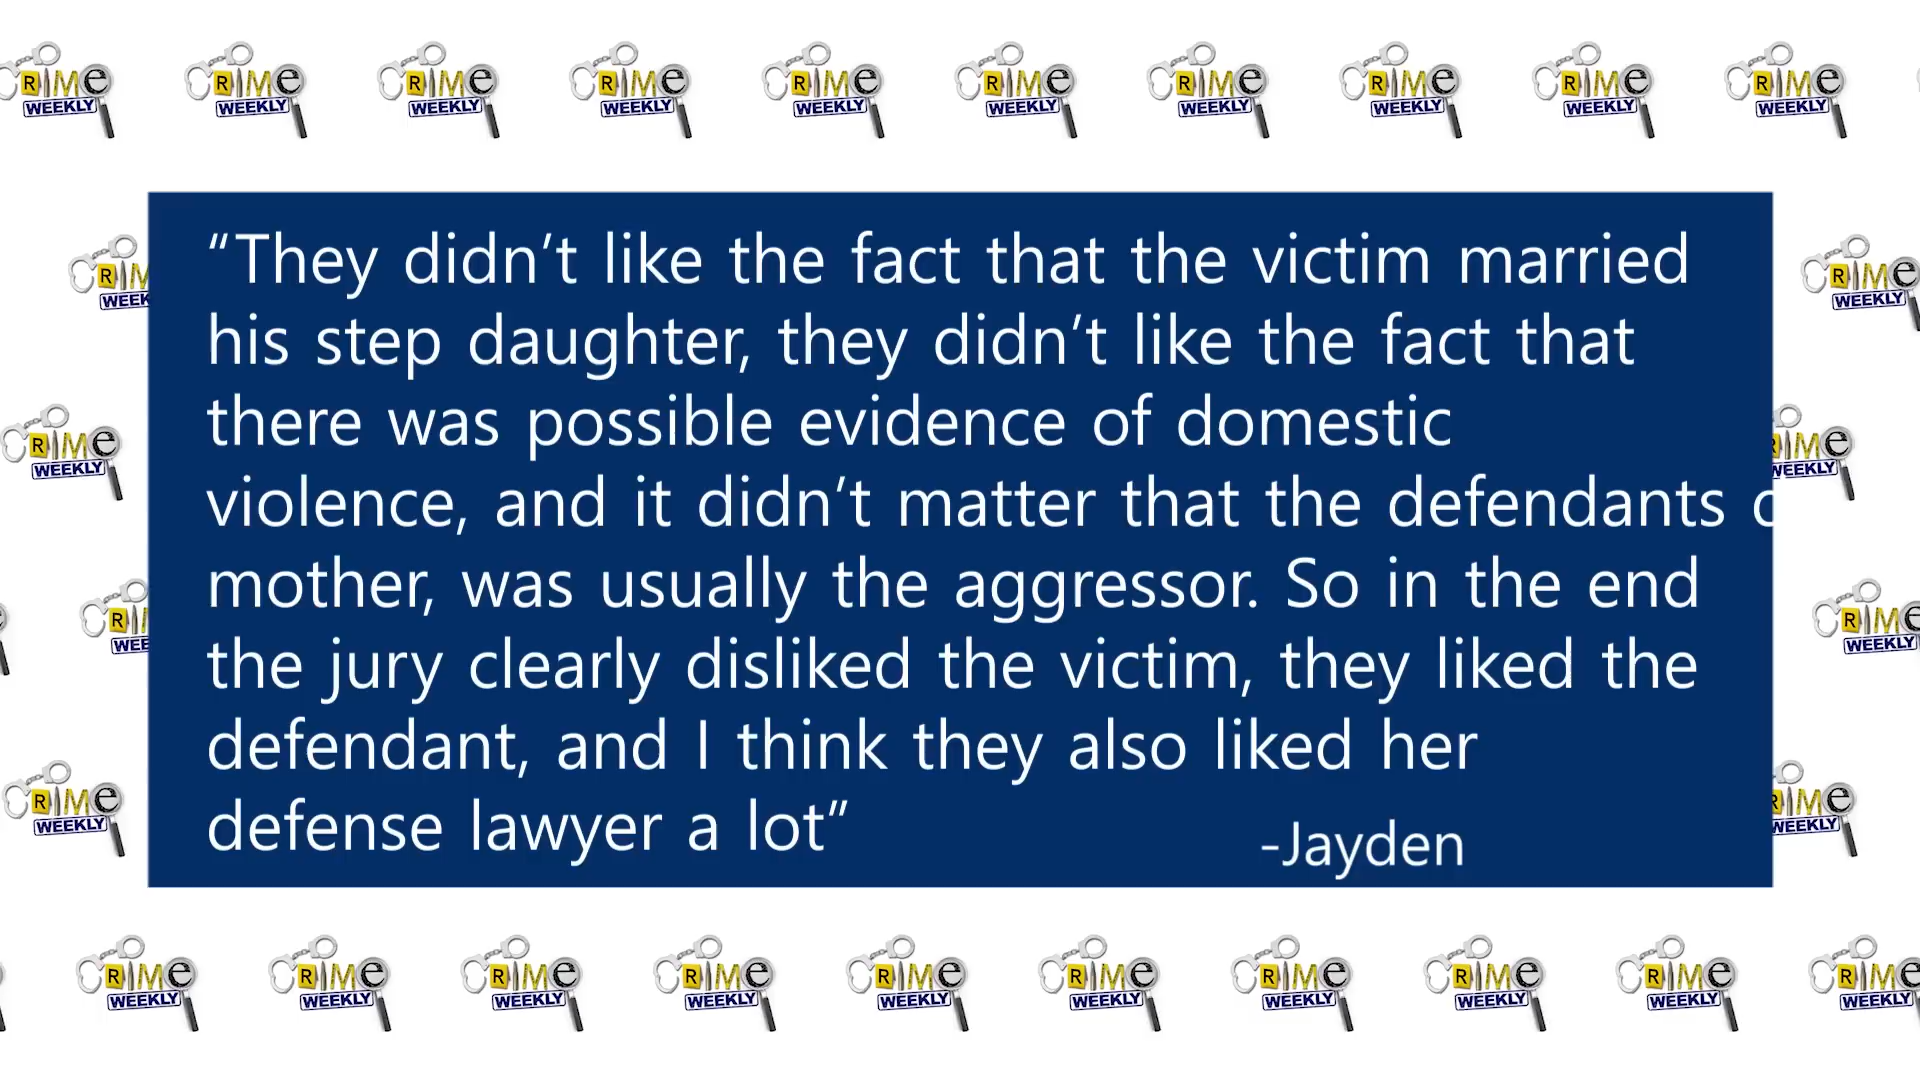 “They didn’t like the fact that the victim married
his step daughter, they didn’t like the fact that
there was possible evidence of domestic
violence, and it didn’t matter that the defendants
mother, was usually the aggressor. So in the end
the jury clearly disliked the victim, they liked the
defendant, and I think they also liked her
defense lawyer a lot”
-Jayden